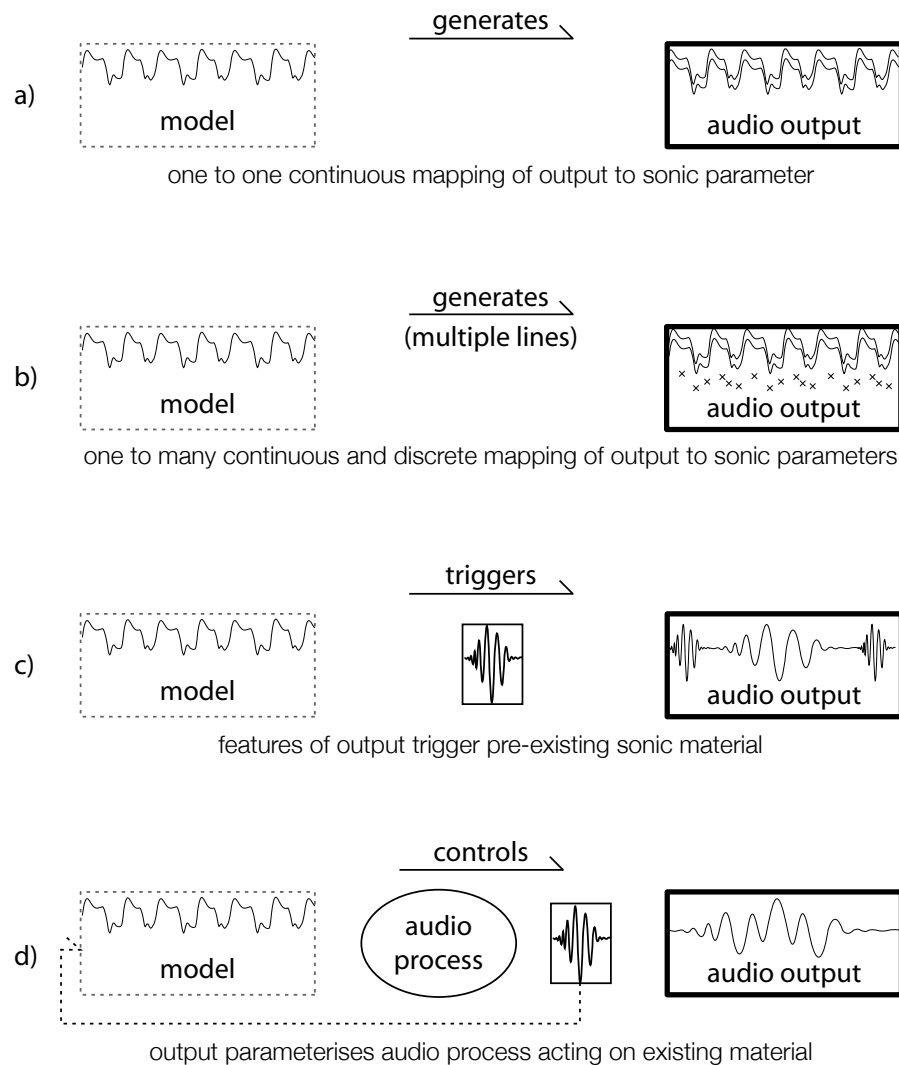 generates
a)
model
audio output
one to one continuous mapping of output to sonic parameter
generates
(multiple lines)
b)
model
audio output
one to many continuous and discrete mapping of output to sonic parameters
triggers
c)
model
audio output
features of output trigger pre-existing sonic material
controls
audio
process
d)
model
audio output
output parameterises audio process acting on existing material